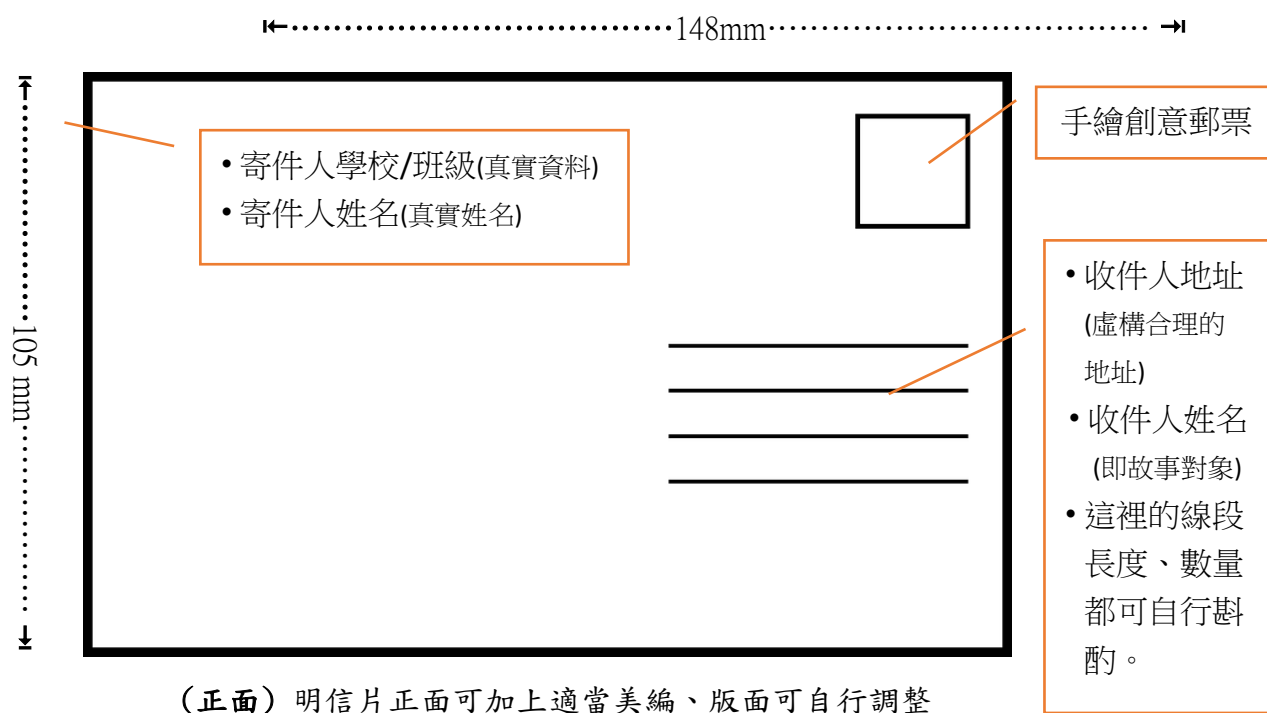 148mm
105 mm
• 寄件人學校/班級(真實資料)
• 寄件人姓名(真實姓名)
手繪創意郵票
• 收件人地址
(虛構合理的
地址)
• 收件人姓名
(即故事對象)
• 這裡的線段
長度、數量
都可自行斟
酌。
（正面）明信片正面可加上適當美編、版面可自行調整